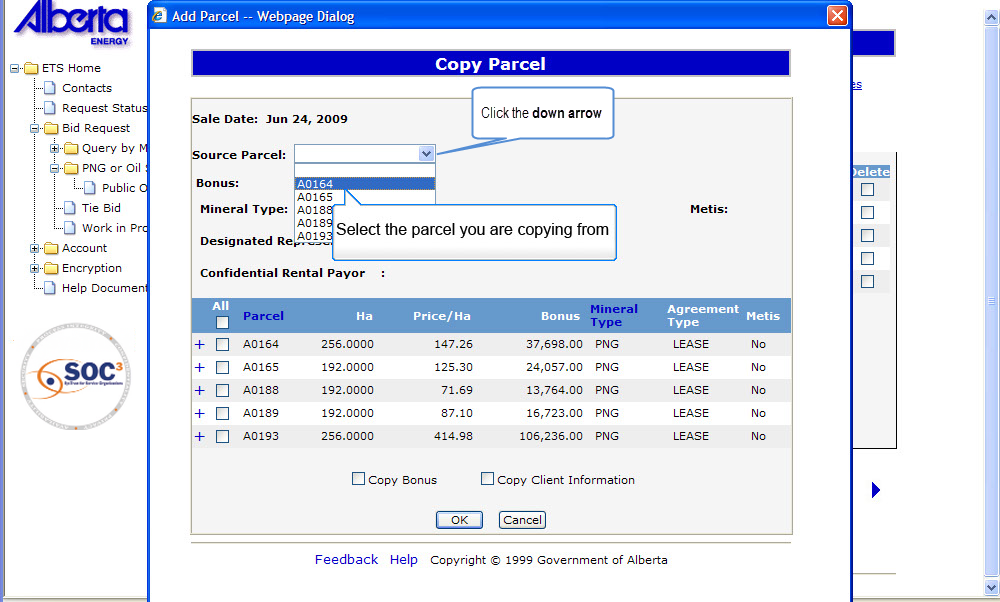 Alberta
ENERGY
Add Parcel -- Webpage Dialog
ETS Home
Contacts
Request Status
Bid Request
Query by M
PNG or Oil S
Public O
Tie Bid
Work in Pro
Account
Encryption
Help Document
SOC3
Copy Parcel
es
Sale Date: Jun 24, 2009
Click the down arrow
Source Parcel:
Bonus:
A0164
A0165
Mineral Type:
A0188
Metis:
A0189
A0193
Select the parcel you are copying from
Designated Represen
Confidential Rental Payor :
Delete
All
Parcel Ha Price/Ha Bonus Mineral Type Agreement Type Metis
+ A0164 256.0000 147.26 37,698.00 PNG LEASE No
+ A0165 192.0000 125.30 24,057.00 PNG LEASE No
+ A0188 192.0000 71.69 13,764.00 PNG LEASE No
+ A0189 192.0000 87.10 16,723.00 PNG LEASE No
+ A0193 256.0000 414.98 106,236.00 PNG LEASE No
Copy Bonus Copy Client Information
OK Cancel
Feedback Help Copyright © 1999 Government of Alberta